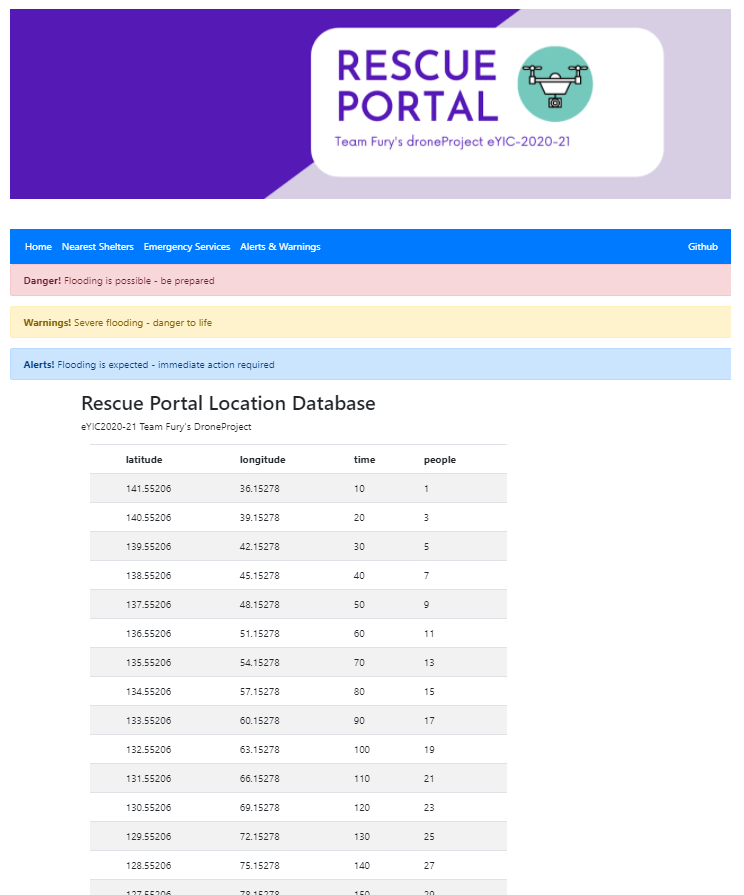 RESCUE
PORTAL
Team Fury's droneProject eYIC-2020-21
Home Nearest Shelters Emergency Services Alerts & Warnings Github
Danger! Flooding is possible - be prepared
Warnings! Severe flooding - danger to life
Alerts! Flooding is expected - immediate action required
Rescue Portal Location Database
eYIC2020-21 Team Fury's DroneProject
latitude longitude time people
141.55206 36.15278 10 1
140.55206 39.15278 20 3
139.55206 42.15278 30 5
138.55206 45.15278 40 7
137.55206 48.15278 50 9
136.55206 51.15278 60 11
135.55206 54.15278 70 13
134.55206 57.15278 80 15
133.55206 60.15278 90 17
132.55206 63.15278 100 19
131.55206 66.15278 110 21
130.55206 69.15278 120 23
129.55206 72.15278 130 25
128.55206 75.15278 140 27
127.55206 78.15278 150 29